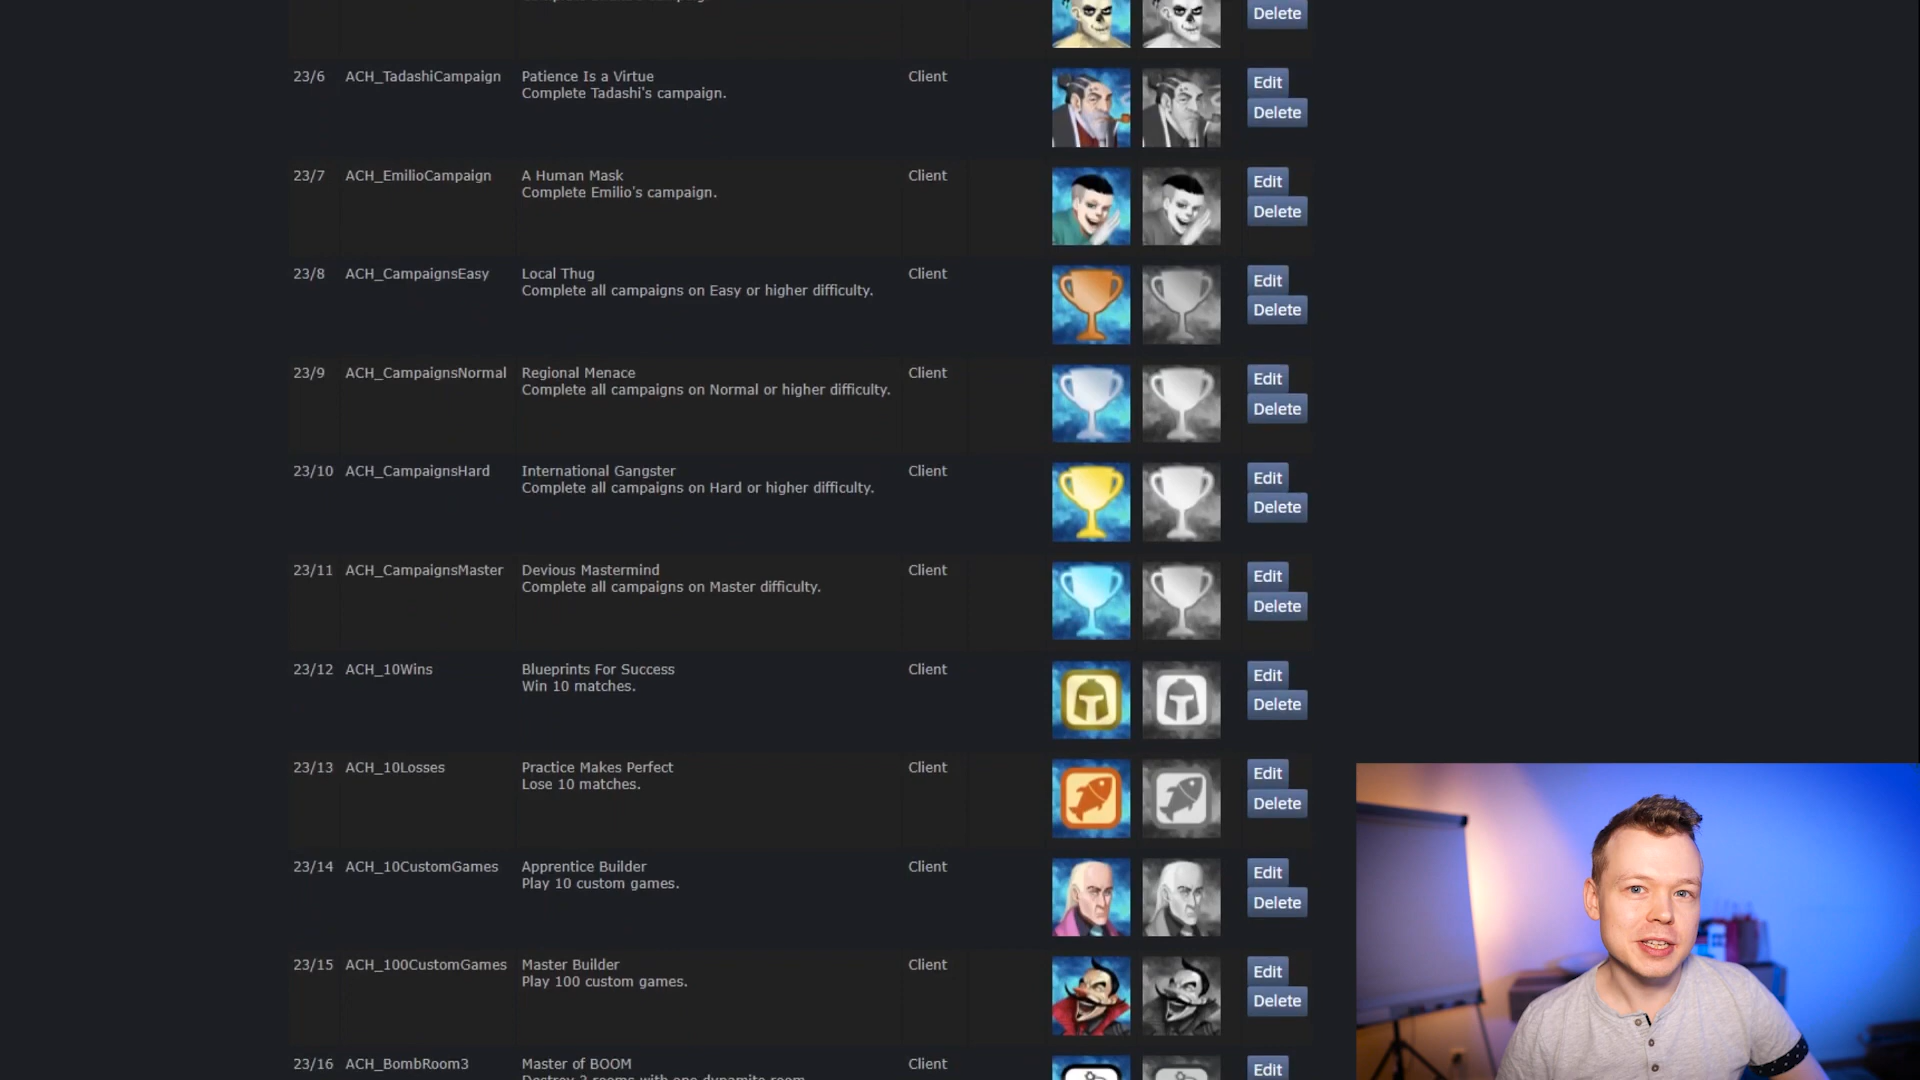 Delete
23/6 ACH_TadashiCampaign Patience Is a Virtue Client Edit
Complete Tadashi's campaign. Delete
23/7 ACH_EmilioCampaign A Human Mask Client Edit
Complete Emilio's campaign. Delete
23/8 ACH_CampaignsEasy Local Thug Client Edit
Complete all campaigns on Easy or higher difficulty. Delete
23/9 ACH_CampaignsNormal Regional Menace Client Edit
Complete all campaigns on Normal or higher difficulty. Delete
23/10 ACH_CampaignsHard International Gangster Client Edit
Complete all campaigns on Hard or higher difficulty. Delete
23/11 ACH_CampaignsMaster Devious Mastermind Client Edit
Complete all campaigns on Master difficulty. Delete
23/12 ACH_10Wins Blueprints For Success Client Edit
Win 10 matches. Delete
23/13 ACH_10Losses Practice Makes Perfect Client Edit
Lose 10 matches. Delete
23/14 ACH_10CustomGames Apprentice Builder Client Edit
Play 10 custom games. Delete
23/15 ACH_100CustomGames Master Builder Client Edit
Play 100 custom games. Delete
23/16 ACH_BombRoom3 Master of BOOM Client Edit